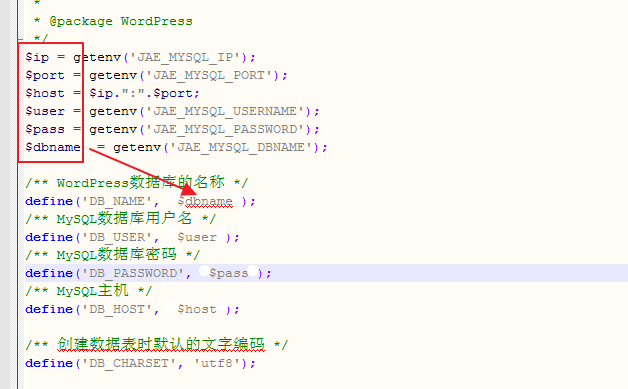 *
* @package WordPress
*/
$ip = getenv('JAE_MYSQL_IP');
$port = getenv('JAE_MYSQL_PORT');
$host = $ip.":".$port;
$user = getenv('JAE_MYSQL_USERNAME');
$pass = getenv('JAE_MYSQL_PASSWORD');
$dbname  = getenv('JAE_MYSQL_DBNAME');
/** WordPress数据库的名称 */
define('DB_NAME',  $dbname );
/** MySQL数据库用户名 */
define('DB_USER',  $user );
/** MySQL数据库密码 */
define('DB_PASSWORD',  $pass );
/** MySQL主机 */
define('DB_HOST',  $host );
/** 创建数据表时默认的文字编码 */
define('DB_CHARSET', 'utf8');